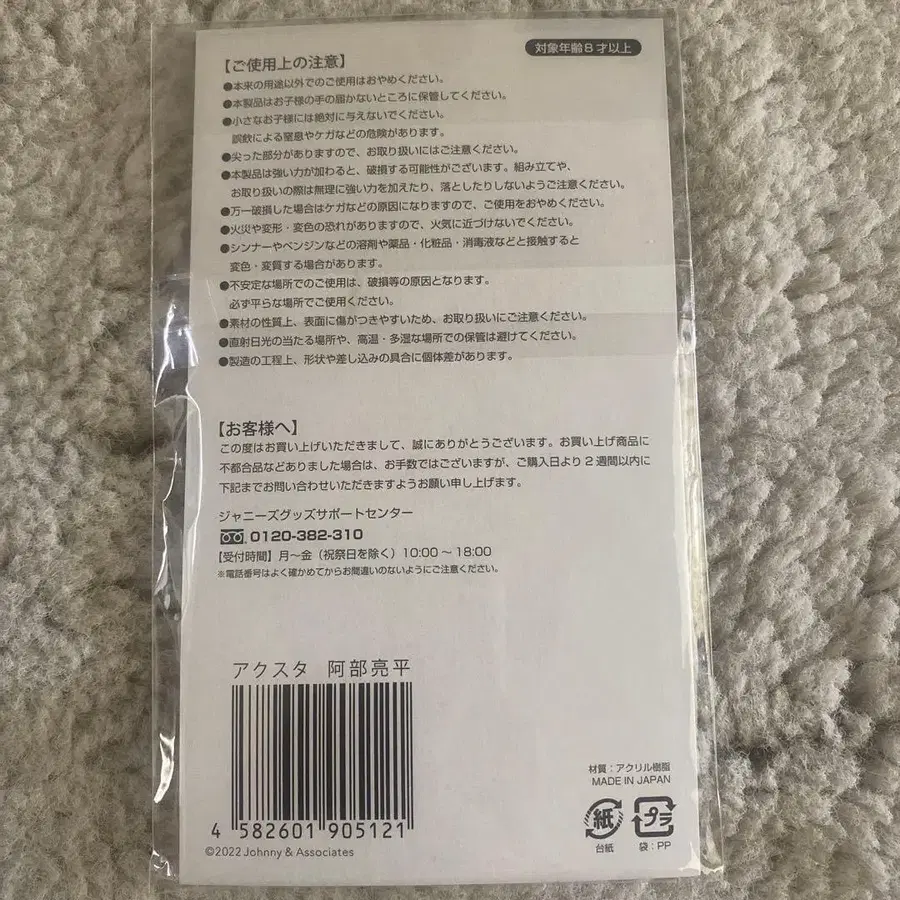 対象年齢8才以上
【ご使用上の注意】
●本来の用途以外でのご使用はおやめください。
●本製品はお子様の手の届かないところに保管してください。
●小さなお子様には絶対に与えないでください。
誤飲による窒息やケガなどの危険があります。
●尖った部分がありますので、お取り扱いにはご注意ください。
●本製品は強い力が加わると、破損する可能性がございます。組み立てや、
お取り扱いの際は無理に強い力を加えたり、落としたりしないようご注意ください。
●万一破損した場合はケガなどの原因になりますので、ご使用をおやめください。
●火災や変形・変色の恐れがありますので、火気に近づけないでください。
●シンナーやベンジンなどの溶剤や薬品・化粧品・消毒液などと接触すると
変色・変質する場合があります。
●不安定な場所でのご使用は、破損等の原因となります。
必ず平らな場所でご使用ください。
●素材の性質上、表面に傷がつきやすいため、お取り扱いにご注意ください。
●直射日光の当たる場所や、高温・多湿な場所での保管は避けてください。
●製造の工程上、形状や差し込みの具合に個体差があります。
【お客様へ】
この度はお買い上げいただきまして、誠にありがとうございます。お買い上げ商品に
不都合品などありました場合は、お手数ではございますが、ご購入日より2週間以内に
下記までお問い合わせいただきますようお願い申し上げます。
ジャニーズグッズサポートセンター
0120-382-310
【受付時間】月〜金（祝祭日を除く）10:00〜18:00
※電話番号はよく確かめてからお間違いのないようにご注意ください。
アクスタ 阿部亮平
4 582601 905121
©2022 Johnny & Associates
材質：アクリル樹脂
MADE IN JAPAN
紙 プラ
台紙 袋：PP